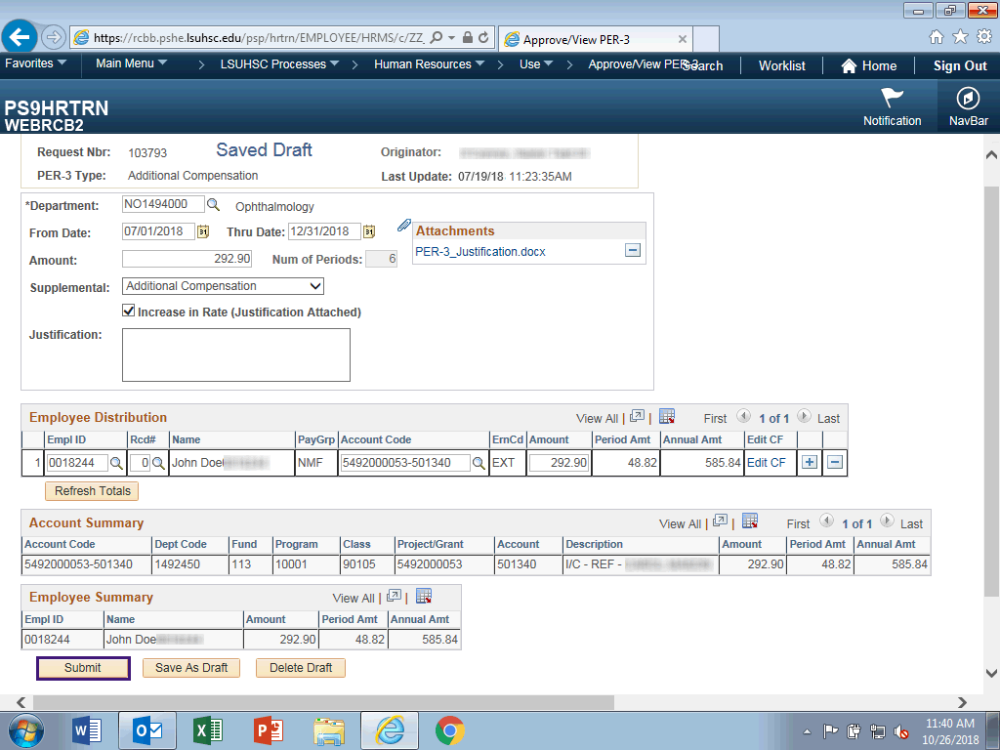 https://rcbb.pshe.lsuhsc.edu/psp/hrtrn/EMPLOYEE/HRMS/c/ZZ_
Approve/View PER-3
Favorites Main Menu > LSUHSC Processes > Human Resources > Use > Approve/View PER-3 Search Worklist Home Sign Out
PS9HRTRN
WEBRCB2
Notification NavBar
Request Nbr: 103793 Saved Draft Originator:
PER-3 Type: Additional Compensation Last Update: 07/19/18 11:23:35AM
*Department: NO1494000 Ophthalmology
From Date: 07/01/2018 Thru Date: 12/31/2018
Attachments
PER-3_Justification.docx
Amount: 292.90 Num of Periods: 6
Supplemental: Additional Compensation
Increase in Rate (Justification Attached)
Justification:
Employee Distribution View All | | First 1 of 1 Last
Empl ID Rcd# Name PayGrp Account Code EmCd Amount Period Amt Annual Amt Edit CF
1 0018244 0 John Doe NMF 5492000053-501340 EXT 292.90 48.82 585.84 Edit CF
Refresh Totals
Account Summary View All | | First 1 of 1 Last
Account Code Dept Code Fund Program Class Project/Grant Account Description Amount Period Amt Annual Amt
5492000053-501340 1492450 113 10001 90105 5492000053 501340 I/C - REF - 292.90 48.82 585.84
Employee Summary View All | |
Empl ID Name Amount Period Amt Annual Amt
0018244 John Doe 292.90 48.82 585.84
Submit Save As Draft Delete Draft
11:40 AM
10/26/2018